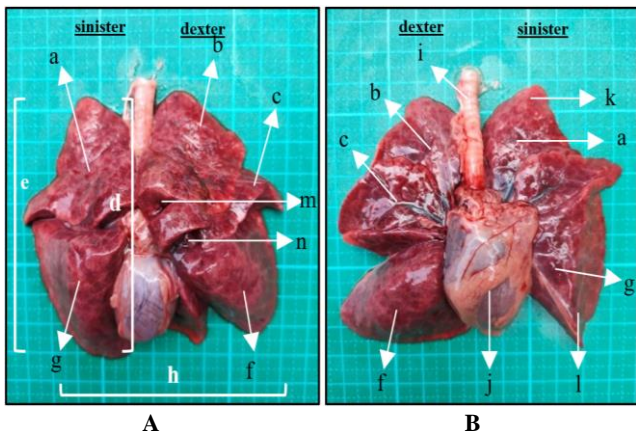 sinister dexter
a b
c
e d
m
n
g h f
dexter sinister
i
b k
c a
g
f j l
A B